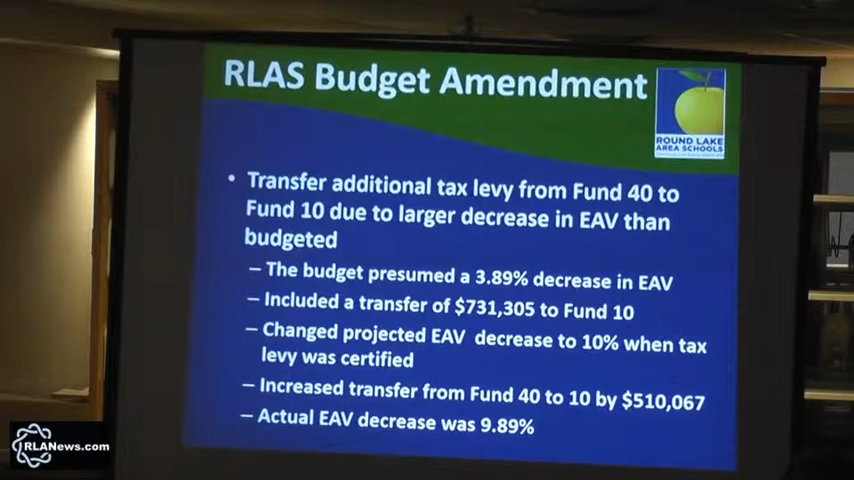 RLAS Budget Amendment
ROUND LAKE
AREA SCHOOLS
• Transfer additional tax levy from Fund 40 to
Fund 10 due to larger decrease in EAV than
budgeted
– The budget presumed a 3.89% decrease in EAV
– Included a transfer of $731,305 to Fund 10
– Changed projected EAV decrease to 10% when tax
levy was certified
– Increased transfer from Fund 40 to 10 by $510,067
– Actual EAV decrease was 9.89%
RLANews.com